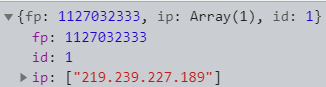 ▼{fp: 1127032333, ip: Array(1), id: 1}
fp: 1127032333
id: 1
▶ ip: ["219.239.227.189"]